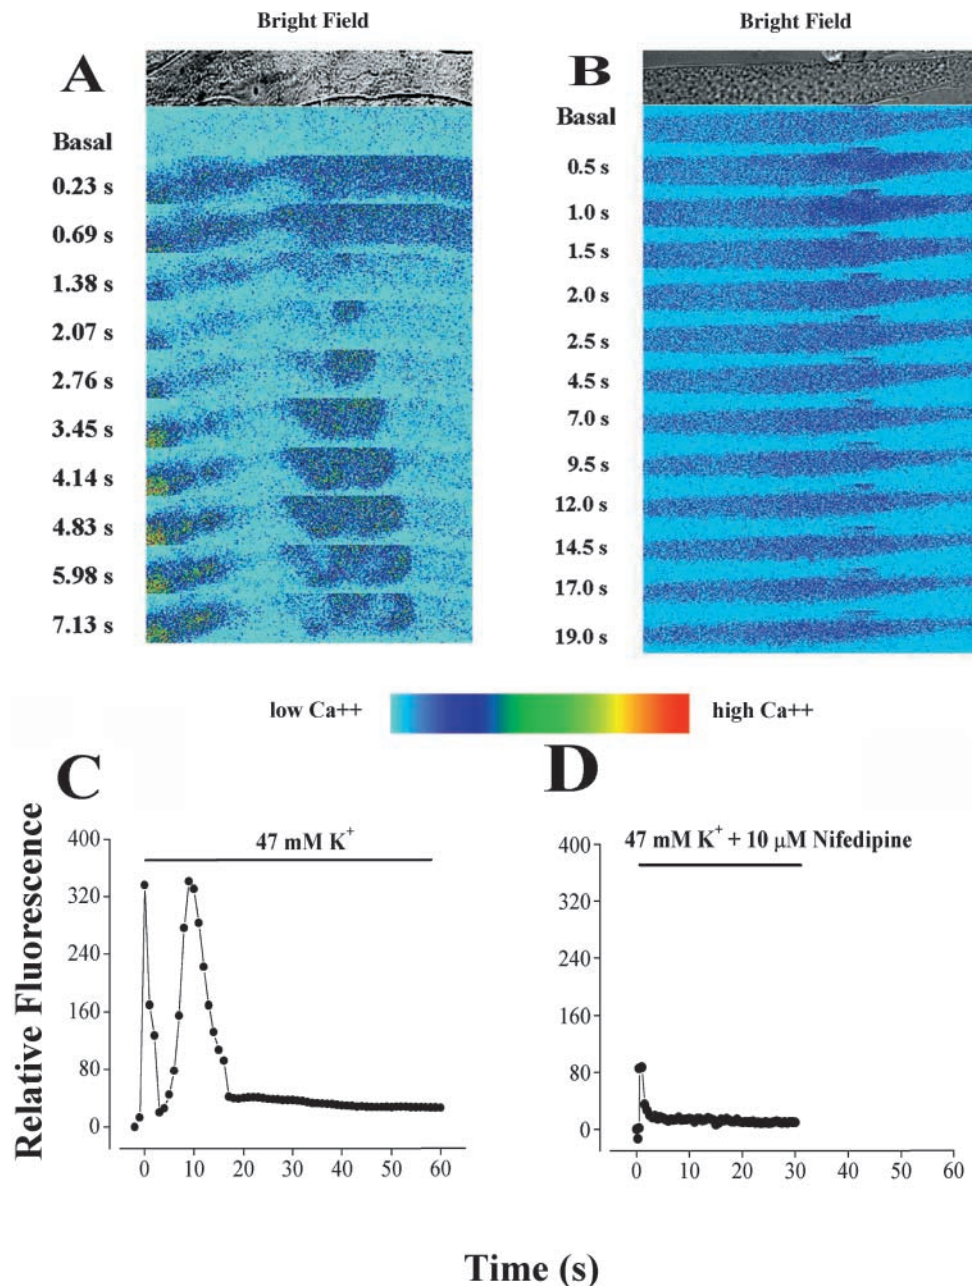 Bright Field
A
Basal
0.23 s
0.69 s
1.38 s
2.07 s
2.76 s
3.45 s
4.14 s
4.83 s
5.98 s
7.13 s
Bright Field
B
Basal
0.5 s
1.0 s
1.5 s
2.0 s
2.5 s
4.5 s
7.0 s
9.5 s
12.0 s
14.5 s
17.0 s
19.0 s
low Ca++
high Ca++
C
47 mM K⁺
Relative Fluorescence
400
320
240
160
80
0
0 10 20 30 40 50 60
D
47 mM K⁺ + 10 μM Nifedipine
400
320
240
160
80
0
0 10 20 30 40 50 60
Time (s)